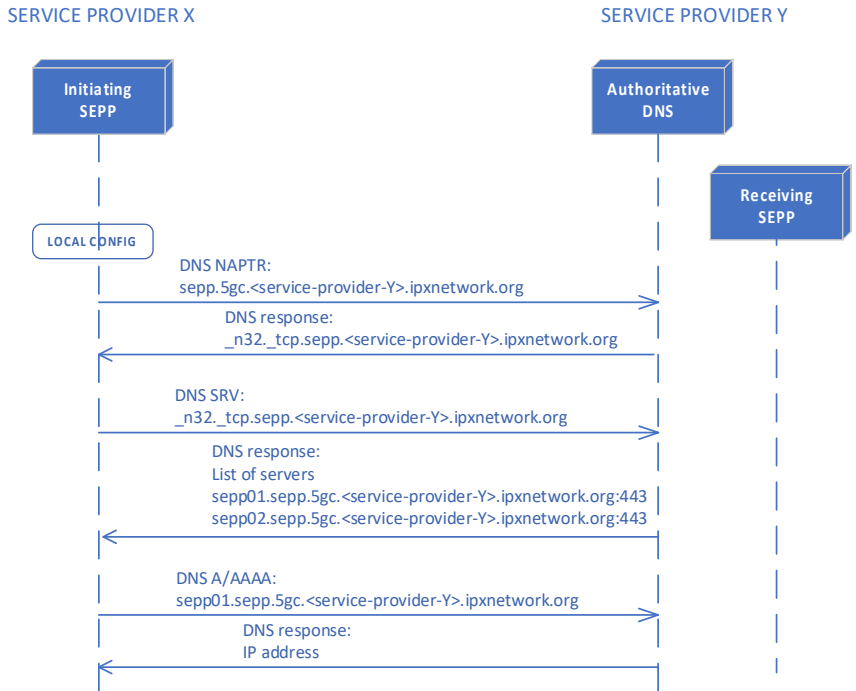 SERVICE PROVIDER X
SERVICE PROVIDER Y
Initiating
SEPP
Authoritative
DNS
Receiving
SEPP
LOCAL CONFIG
DNS NAPTR:
sepp.5gc.<service-provider-Y>.ipxnetwork.org
DNS response:
_n32._tcp.sepp.<service-provider-Y>.ipxnetwork.org
DNS SRV:
_n32._tcp.sepp.<service-provider-Y>.ipxnetwork.org
DNS response:
List of servers
sepp01.sepp.5gc.<service-provider-Y>.ipxnetwork.org:443
sepp02.sepp.5gc.<service-provider-Y>.ipxnetwork.org:443
DNS A/AAAA:
sepp01.sepp.5gc.<service-provider-Y>.ipxnetwork.org
DNS response:
IP address